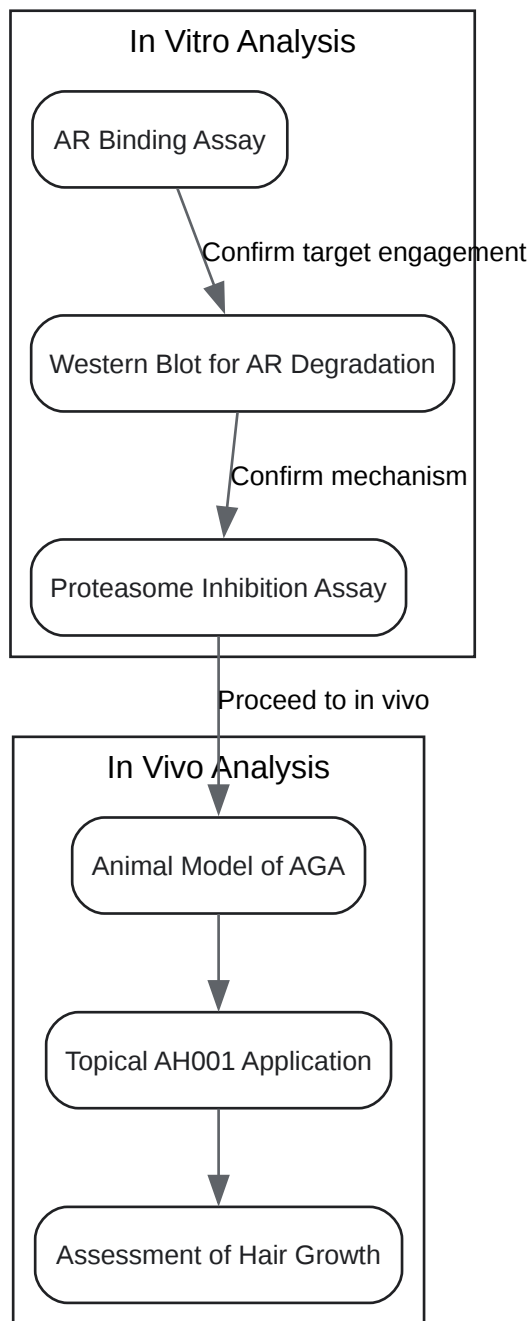 In Vitro Analysis
AR Binding Assay
Confirm target engagement
Western Blot for AR Degradation
Confirm mechanism
Proteasome Inhibition Assay
Proceed to in vivo
In Vivo Analysis
Animal Model of AGA
Topical AH001 Application
Assessment of Hair Growth